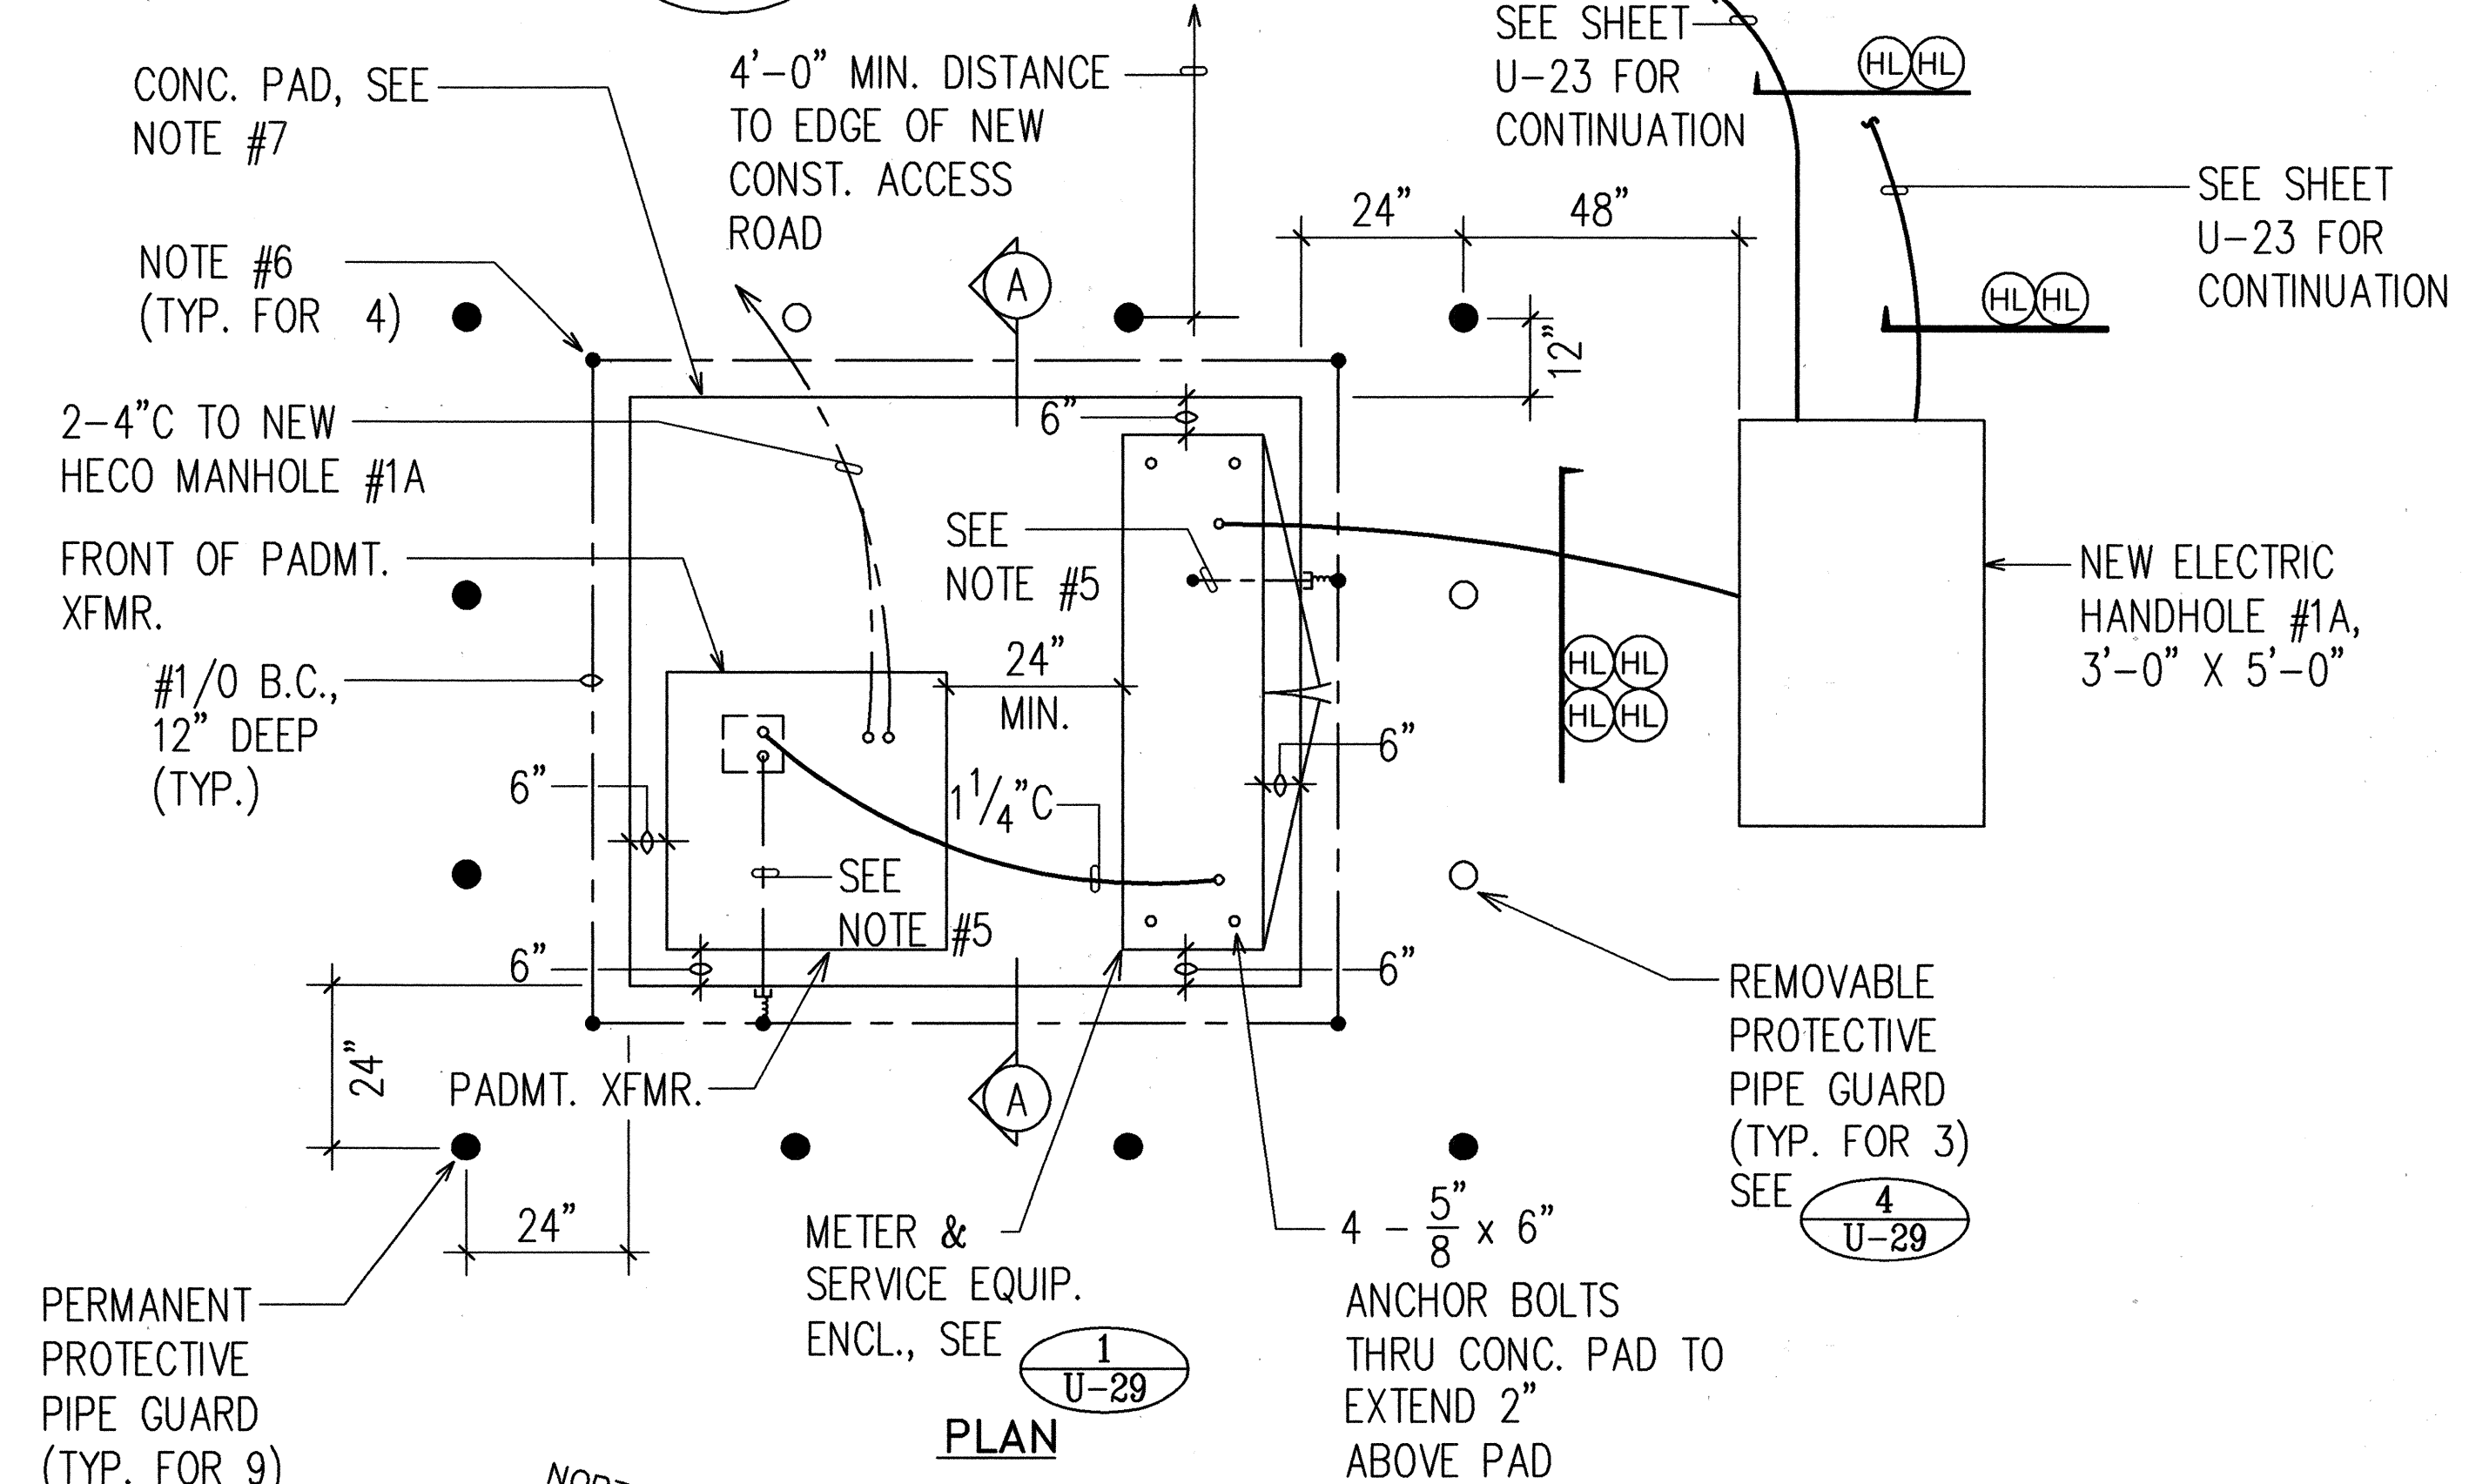 CONC. PAD, SEE
NOTE #7
4'-0" MIN. DISTANCE
TO EDGE OF NEW
CONST. ACCESS
ROAD
SEE SHEET
U-23 FOR
CONTINUATION
HL HL
SEE SHEET
U-23 FOR
CONTINUATION
HL HL
24"
48"
12"
NOTE #6
(TYP. FOR 4)
A
6"
2-4"C TO NEW
HECO MANHOLE #1A
SEE
NOTE #5
FRONT OF PADMT.
XFMR.
NEW ELECTRIC
HANDHOLE #1A,
3'-0" X 5'-0"
#1/0 B.C.,
12" DEEP
(TYP.)
24"
MIN.
HL HL
HL HL
6"
6"
1 1/4"C
SEE
NOTE #5
6"
6"
REMOVABLE
PROTECTIVE
PIPE GUARD
(TYP. FOR 3)
SEE 4
U-29
24"
PADMT. XFMR.
A
24"
METER &
SERVICE EQUIP.
ENCL., SEE 1
U-29
4 - 5"/8 x 6"
ANCHOR BOLTS
THRU CONC. PAD TO
EXTEND 2"
ABOVE PAD
PERMANENT
PROTECTIVE
PIPE GUARD
(TYP. FOR 9)
PLAN